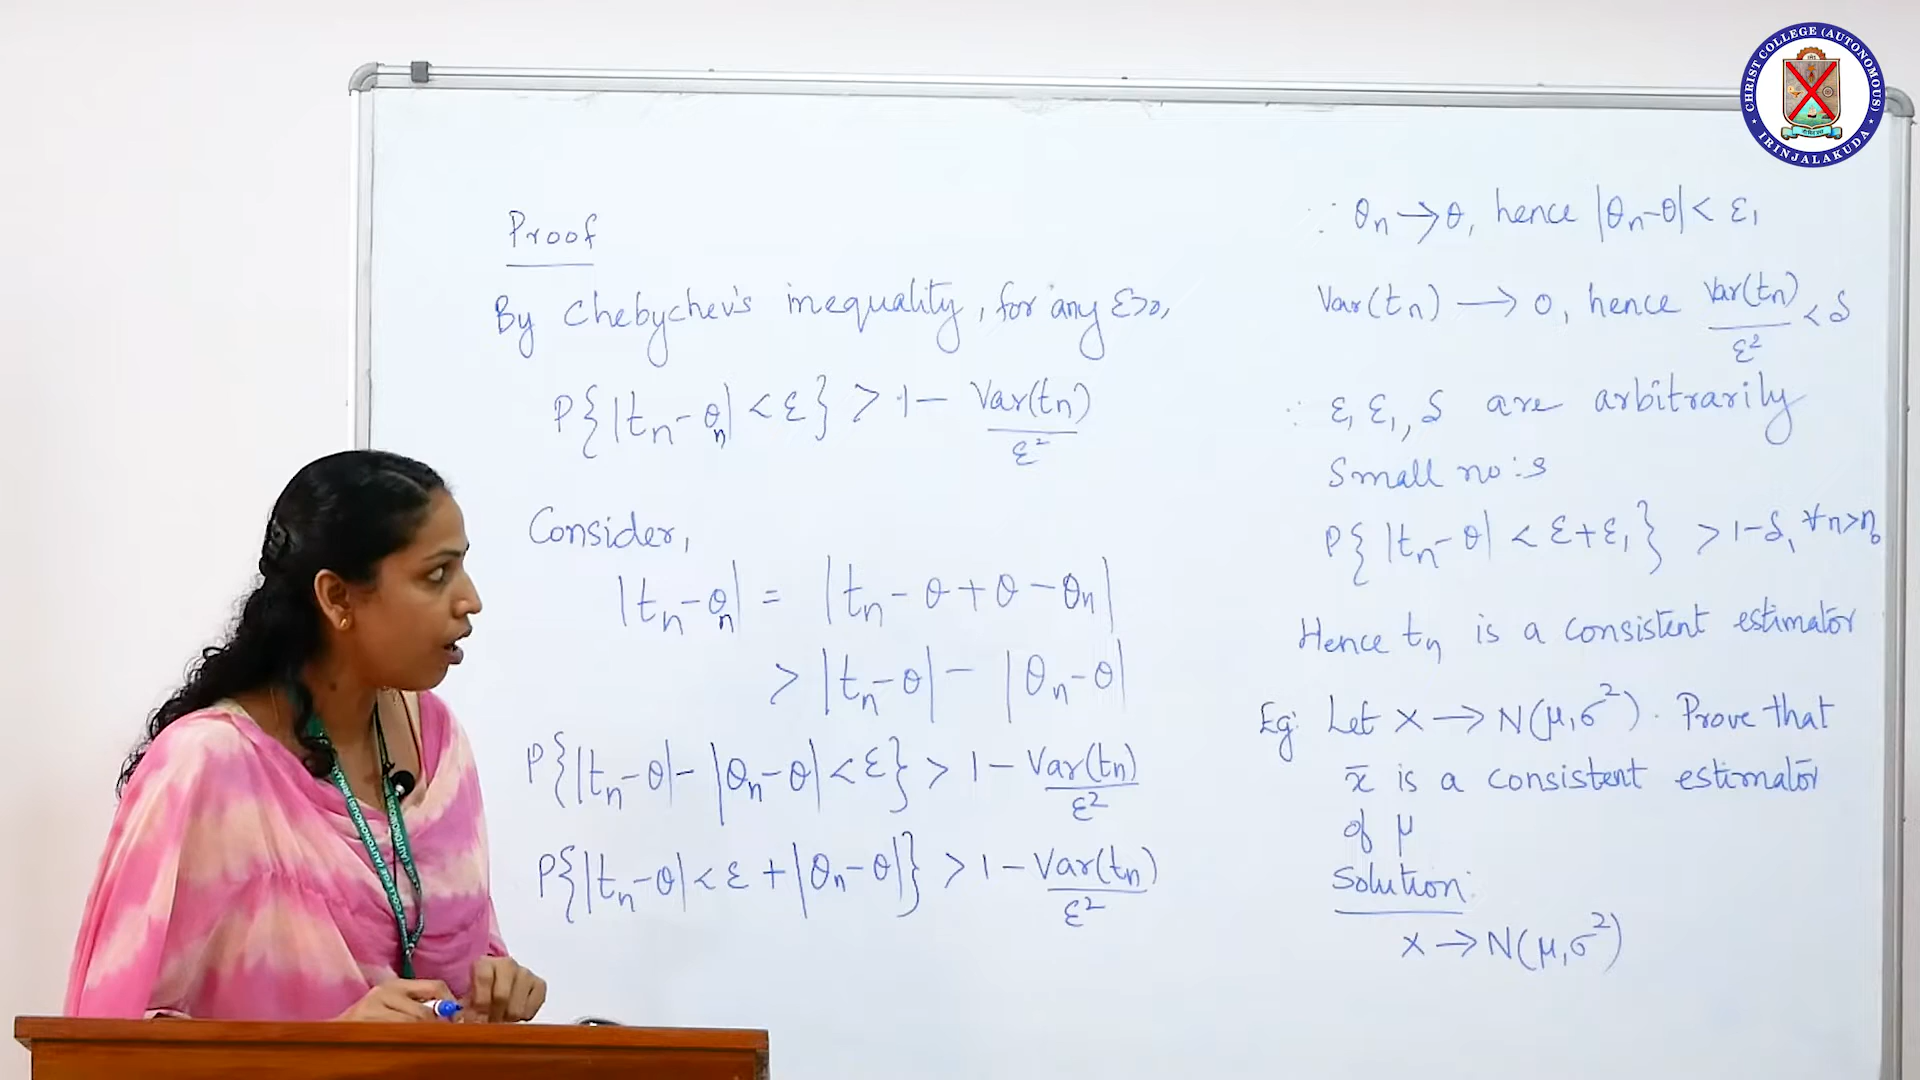 Proof
By Chebychev's inequality, for any ε>0,
P{|tn-θn| < ε} > 1 - Var(tn)/ε²
Consider,
|tn-θn| = |tn - θ + θ - θn|
> |tn-θ| - |θn-θ|
P{|tn-θ| - |θn-θ| < ε} > 1 - Var(tn)/ε²
P{|tn-θ| < ε + |θn-θ|} > 1 - Var(tn)/ε²
∵ θn → θ, hence |θn-θ| < ε1
Var(tn) → 0, hence Var(tn)/ε² < δ
∵ ε, ε1, δ are arbitrarily
Small no:s
P{|tn-θ| < ε+ε1} > 1-δ, ∀ n>n0
Hence tn is a consistent estimator
Eg: Let x → N(μ,σ²). Prove that
x̄ is a consistent estimator
of μ
Solution:
x → N(μ,σ²)
CHRIST COLLEGE (AUTONOMOUS)
IRINJALAKUDA